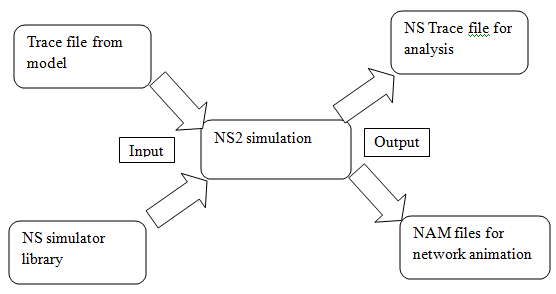 Trace file from
model
NS Trace file for
analysis
Input
NS2 simulation
Output
NS simulator
library
NAM files for
network animation